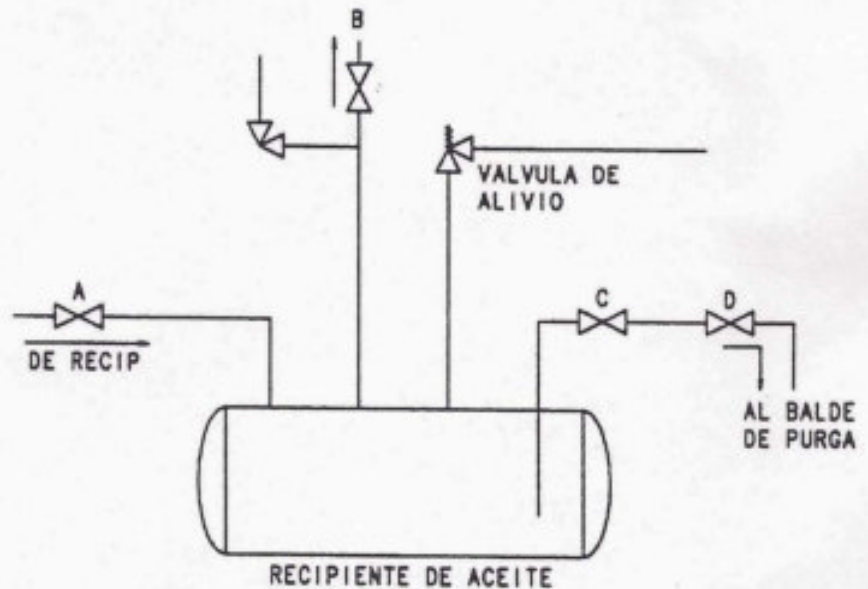 B
VALVULA DE
ALIVIO
A
DE RECIP
C
D
AL BALDE
DE PURGA
RECIPIENTE DE ACEITE